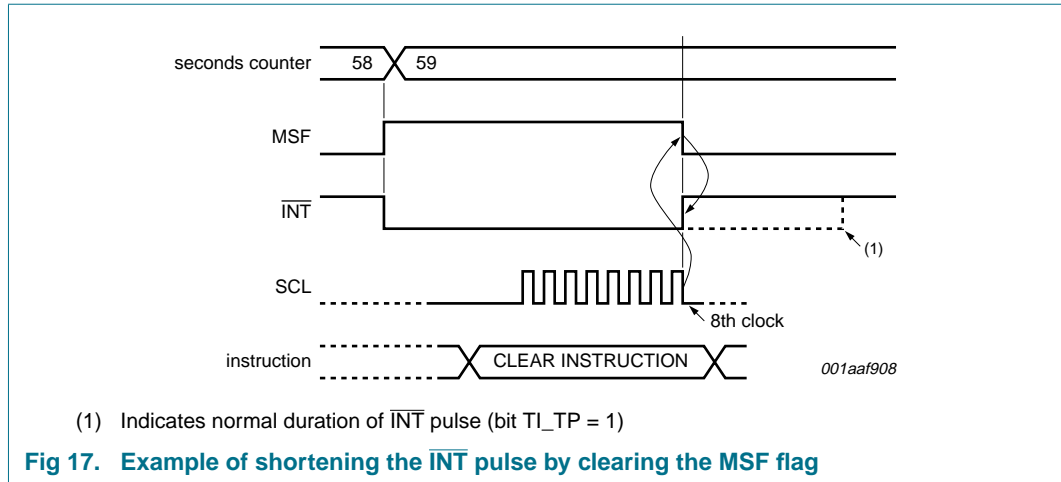 seconds counter 58 59
MSF
INT
(1)
SCL
8th clock
instruction CLEAR INSTRUCTION
001aaf908
(1) Indicates normal duration of INT pulse (bit TI_TP = 1)
Fig 17. Example of shortening the INT pulse by clearing the MSF flag